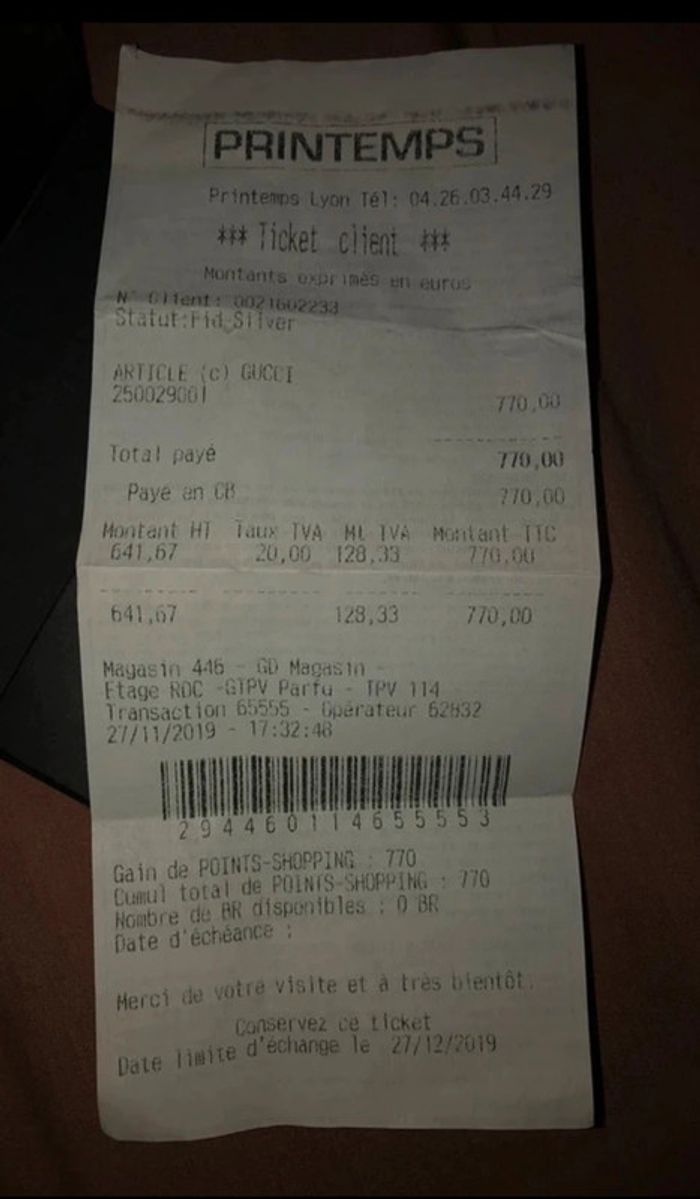 PRINTEMPS
Printemps Lyon Tél: 04.26.03.44.29
*** Ticket client ***
Montants exprimés en euros
N° Client: 0021602233
Statut:Fid Silver
ARTICLE (c) GUCCI
250029001 770,00
Total payé 770,00
Payé en CB 770,00
Montant HT Taux TVA Mt TVA Montant TTC
641,67 20,00 128,33 770,00
641,67 128,33 770,00
Magasin 446 - GD Magasin -
Etage RDC -GTPV Parfu - TPV 114
Transaction 65555 - Opérateur 62832
27/11/2019 - 17:32:48
2944601146555553
Gain de POINTS-SHOPPING : 770
Cumul total de POINTS-SHOPPING : 770
Nombre de BR disponibles : 0 BR
Date d'échéance :
Merci de votre visite et à très bientôt.
Conservez ce ticket
Date limite d'échange le 27/12/2019